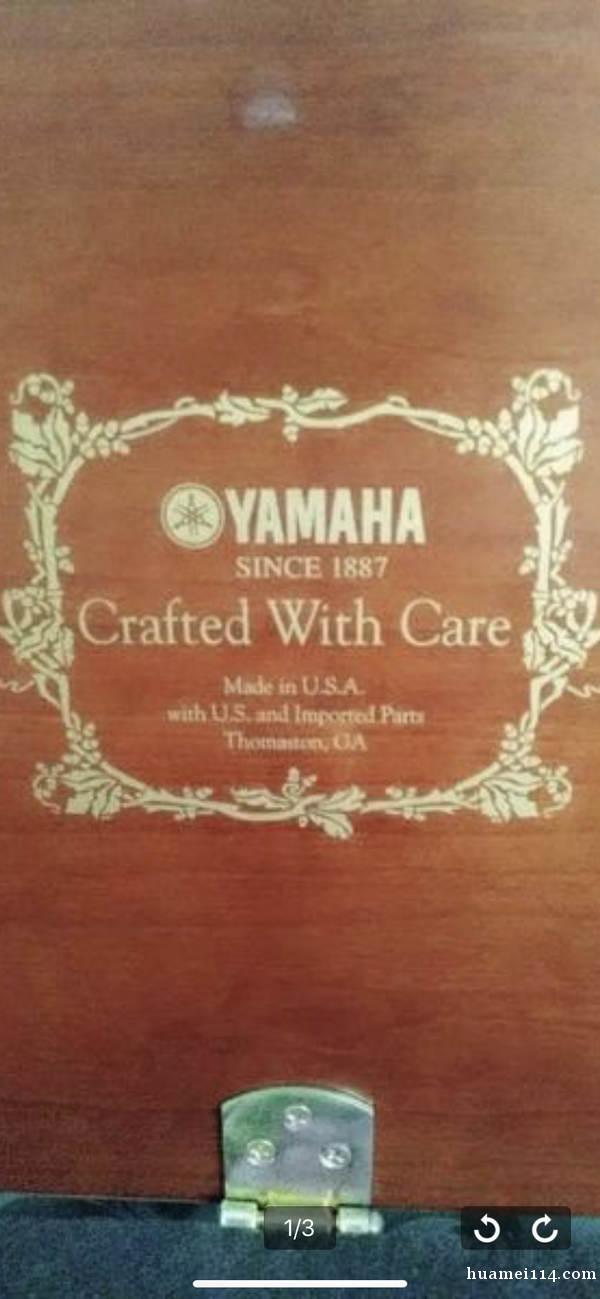 YAMAHA
SINCE 1887
Crafted With Care
Made in U.S.A.
with U.S. and Imported Parts
Thomaston, GA
1/3
huamei114.com